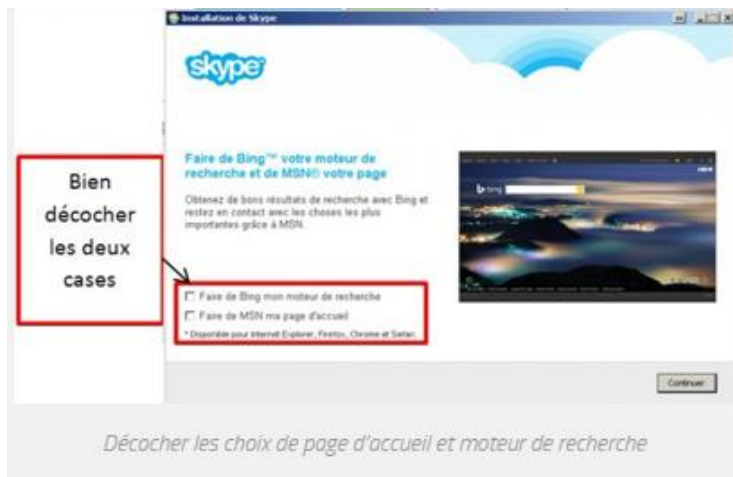 Installation de Skype
skype
Faire de Bing™ votre moteur de
recherche et de MSN® votre page
Obtenez de bons résultats de recherche avec Bing et
restez en contact avec les choses les plus
importantes grâce à MSN.
bing
Bien
décocher
les deux
cases
Faire de Bing mon moteur de recherche
Faire de MSN ma page d'accueil
* Disponible pour Internet Explorer, Firefox, Chrome et Safari.
Continuer
Décocher les choix de page d'accueil et moteur de recherche